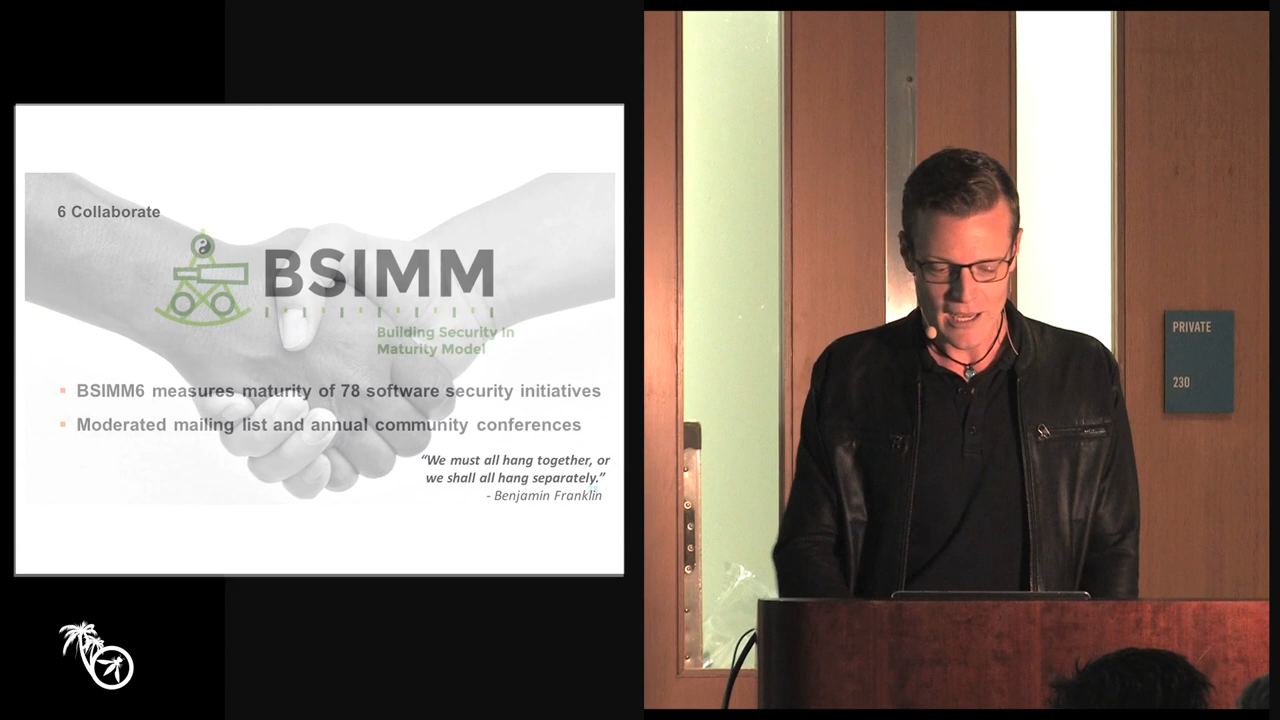 6 Collaborate
BSIMM
Building Security In
Maturity Model
BSIMM6 measures maturity of 78 software security initiatives
Moderated mailing list and annual community conferences
“We must all hang together, or
we shall all hang separately.”
- Benjamin Franklin
PRIVATE
230